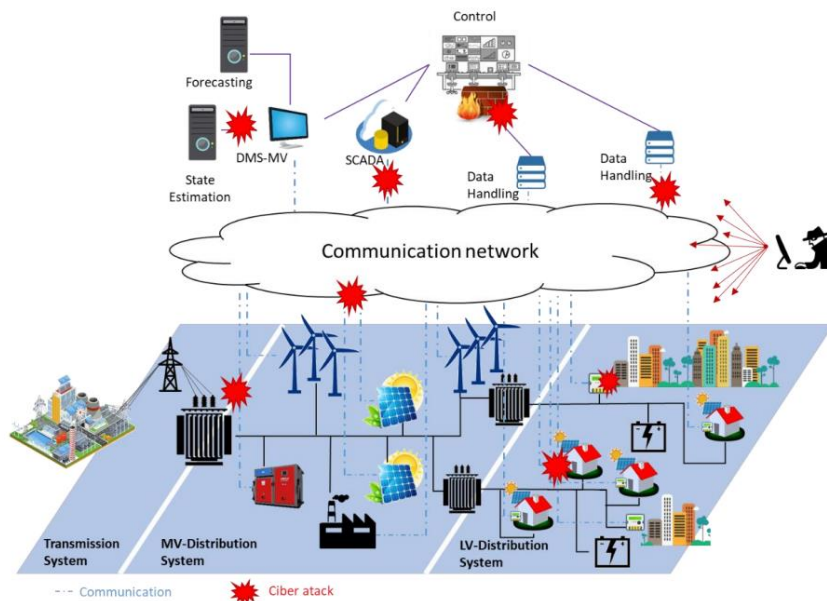 Control
Forecasting
DMS-MV
SCADA
State
Estimation
Data
Handling
Data
Handling
Communication network
Transmission
System
MV-Distribution
System
LV-Distribution
System
Communication
Ciber atack